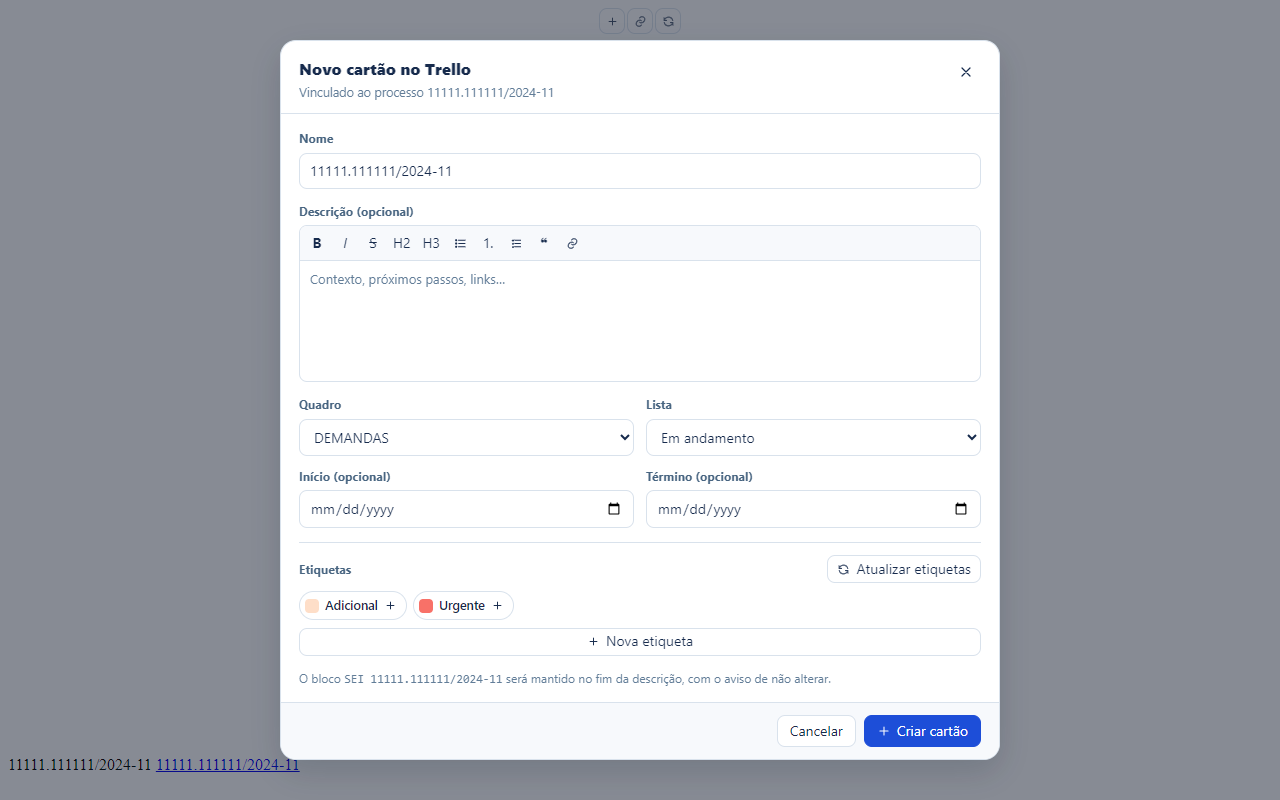 Novo cartão no Trello
Vinculado ao processo 11111.111111/2024-11
Nome
11111.111111/2024-11
Descrição (opcional)
B I S H2 H3 1. ❝
Contexto, próximos passos, links...
Quadro Lista
DEMANDAS Em andamento
Início (opcional) Término (opcional)
mm/dd/yyyy mm/dd/yyyy
Etiquetas Atualizar etiquetas
Adicional + Urgente +
+ Nova etiqueta
O bloco SEI 11111.111111/2024-11 será mantido no fim da descrição, com o aviso de não alterar.
Cancelar + Criar cartão
11111.111111/2024-11 11111.111111/2024-11